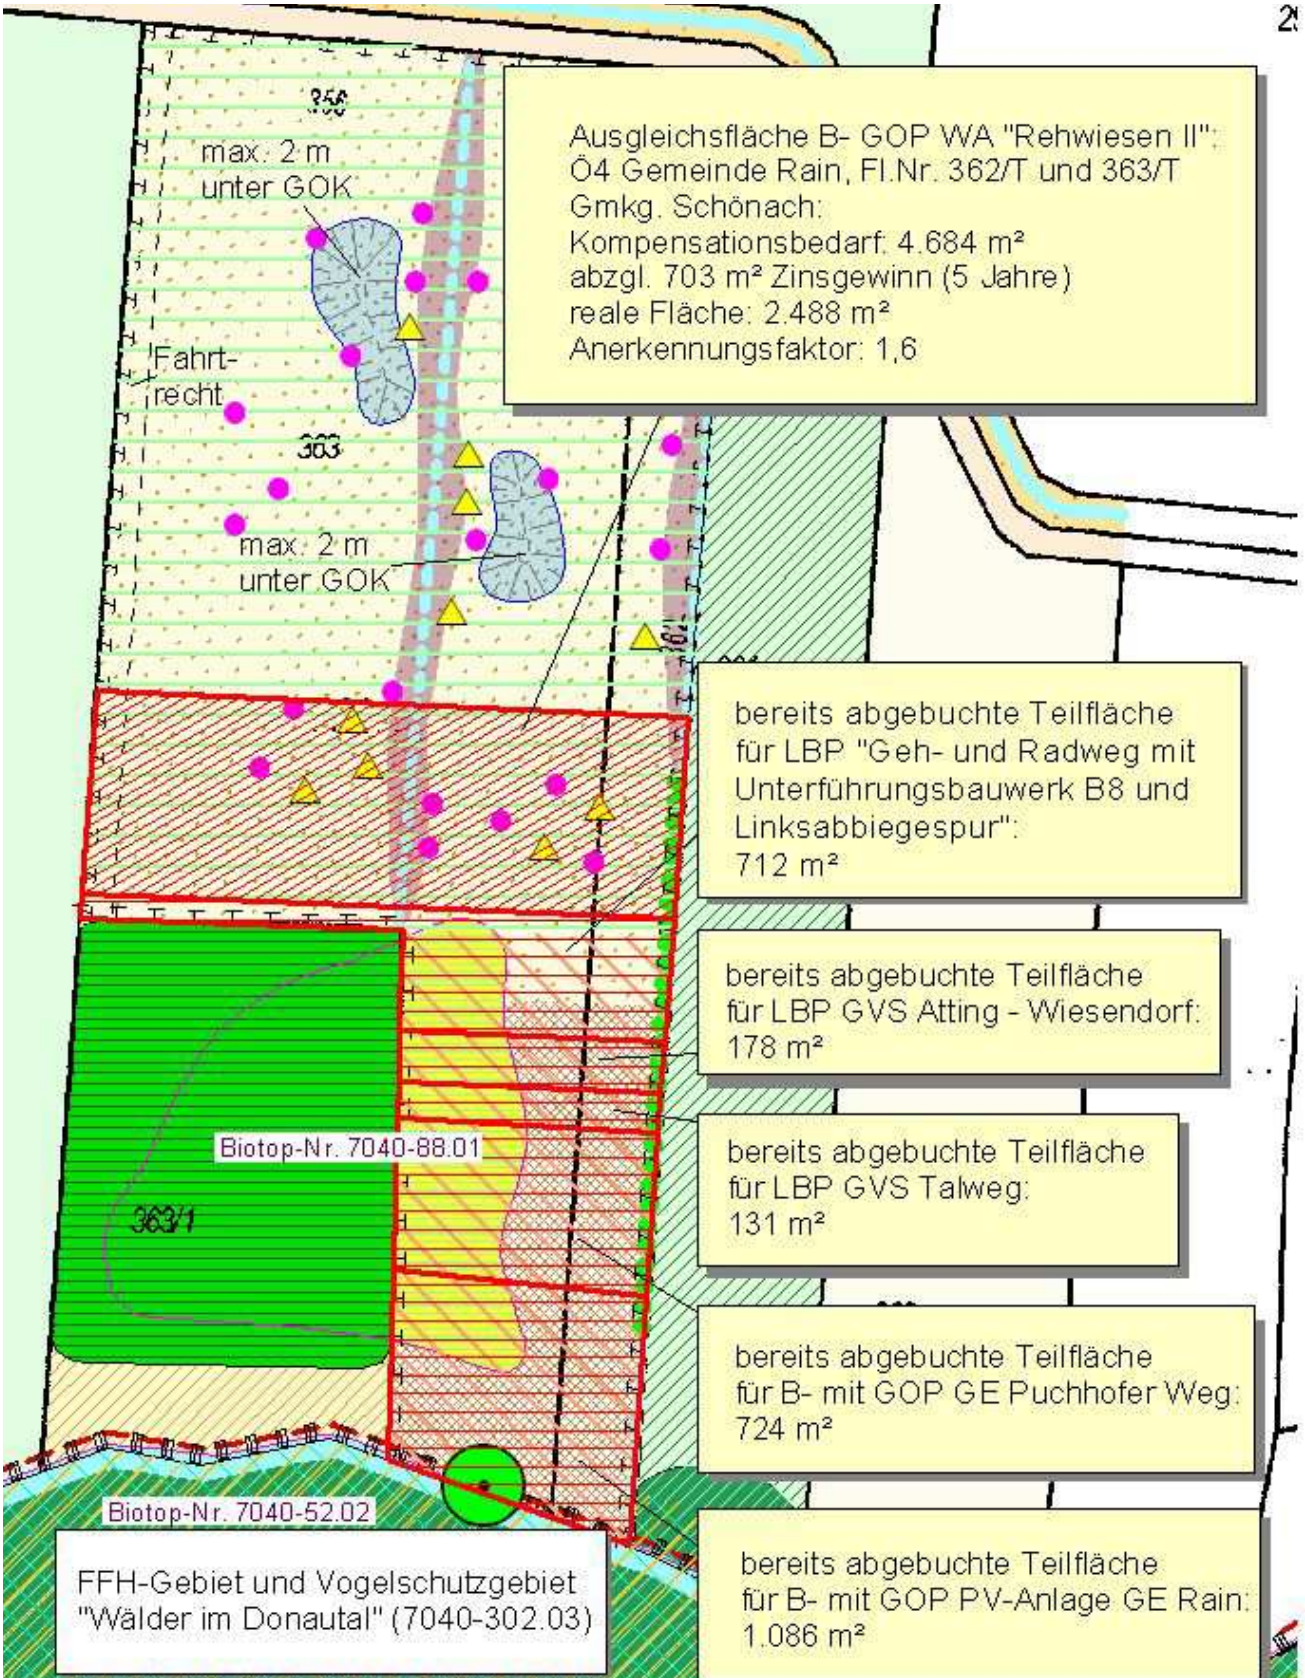 356
max. 2 m
unter GOK
Ausgleichsfläche B- GOP WA "Rehwiesen II":
Ö4 Gemeinde Rain, Fl.Nr. 362/T und 363/T
Gmkg. Schönach:
Kompensationsbedarf: 4.684 m²
abzgl. 703 m² Zinsgewinn (5 Jahre)
reale Fläche: 2.488 m²
Anerkennungsfaktor: 1,6
Fahrt-
recht
363
max. 2 m
unter GOK
bereits abgebuchte Teilfläche
für LBP "Geh- und Radweg mit
Unterführungsbauwerk B8 und
Linksabbiegespur":
712 m²
bereits abgebuchte Teilfläche
für LBP GVS Atting - Wiesendorf:
178 m²
bereits abgebuchte Teilfläche
für LBP GVS Talweg:
131 m²
Biotop-Nr. 7040-88.01
363/1
bereits abgebuchte Teilfläche
für B- mit GOP GE Puchhofer Weg:
724 m²
Biotop-Nr. 7040-52.02
FFH-Gebiet und Vogelschutzgebiet
"Wälder im Donautal" (7040-302.03)
bereits abgebuchte Teilfläche
für B- mit GOP PV-Anlage GE Rain:
1.086 m²